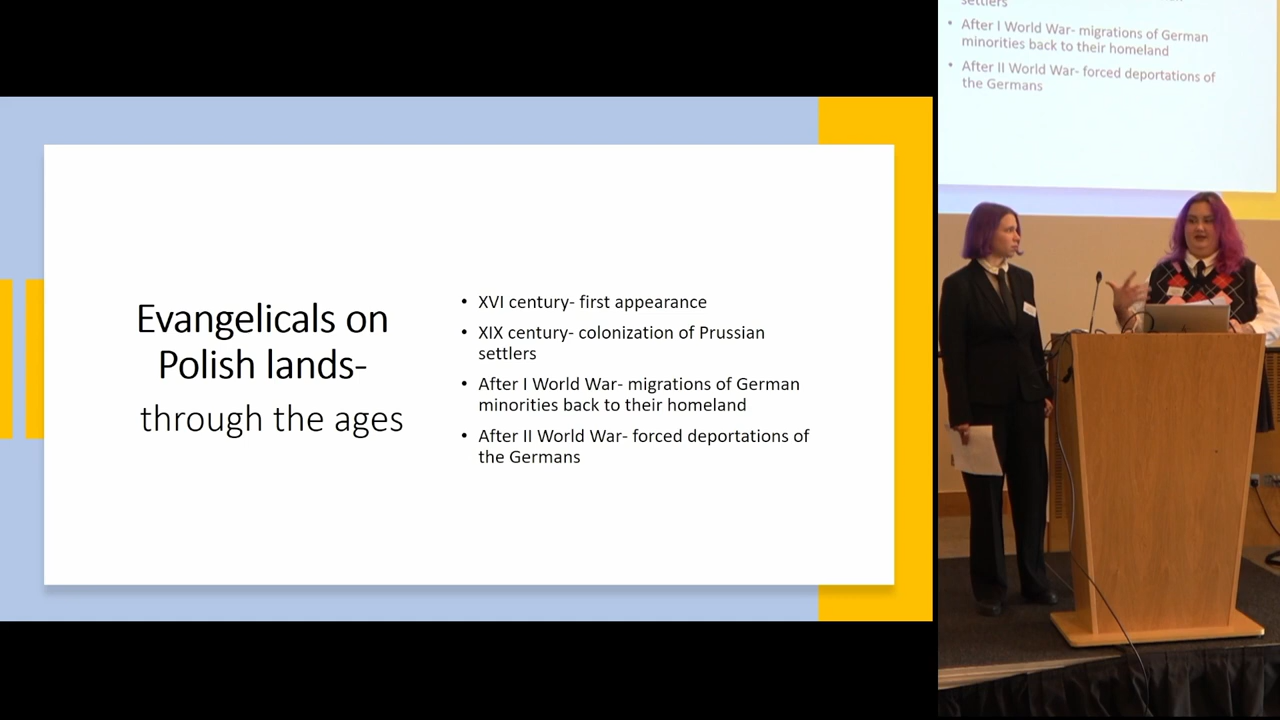 Evangelicals on
Polish lands-
through the ages
• XVI century- first appearance
• XIX century- colonization of Prussian
settlers
• After I World War- migrations of German
minorities back to their homeland
• After II World War- forced deportations of
the Germans
settlers
• After I World War- migrations of German
minorities back to their homeland
• After II World War- forced deportations of
the Germans